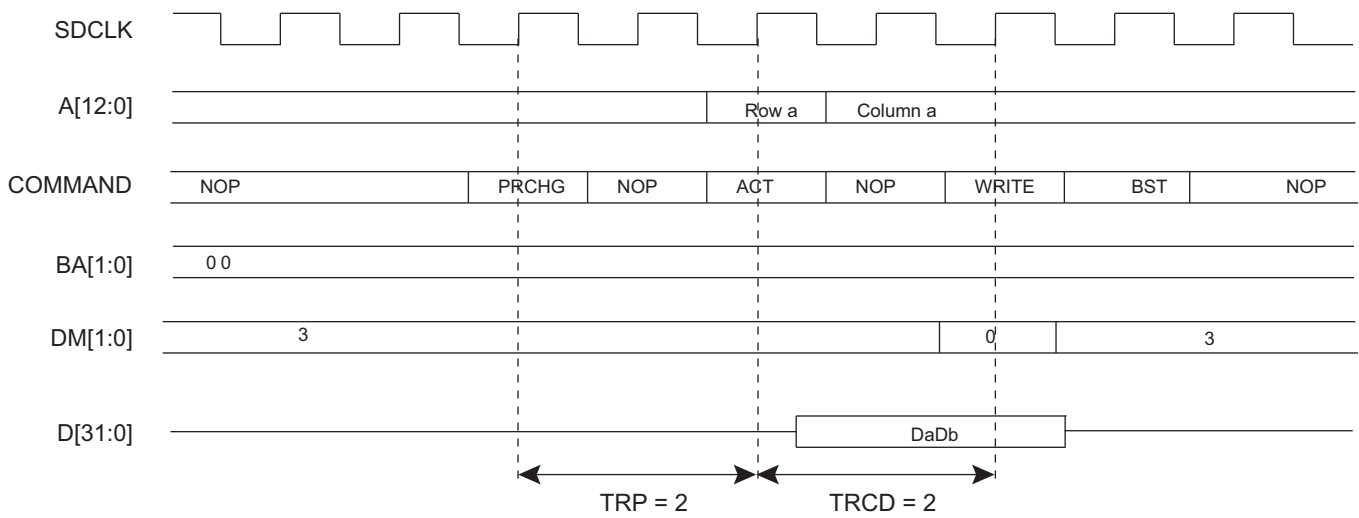 SDCLK
A[12:0] Row a Column a
COMMAND NOP PRCHG NOP ACT NOP WRITE BST NOP
BA[1:0] 0 0
DM[1:0] 3 0 3
D[31:0] DaDb
TRP = 2 TRCD = 2